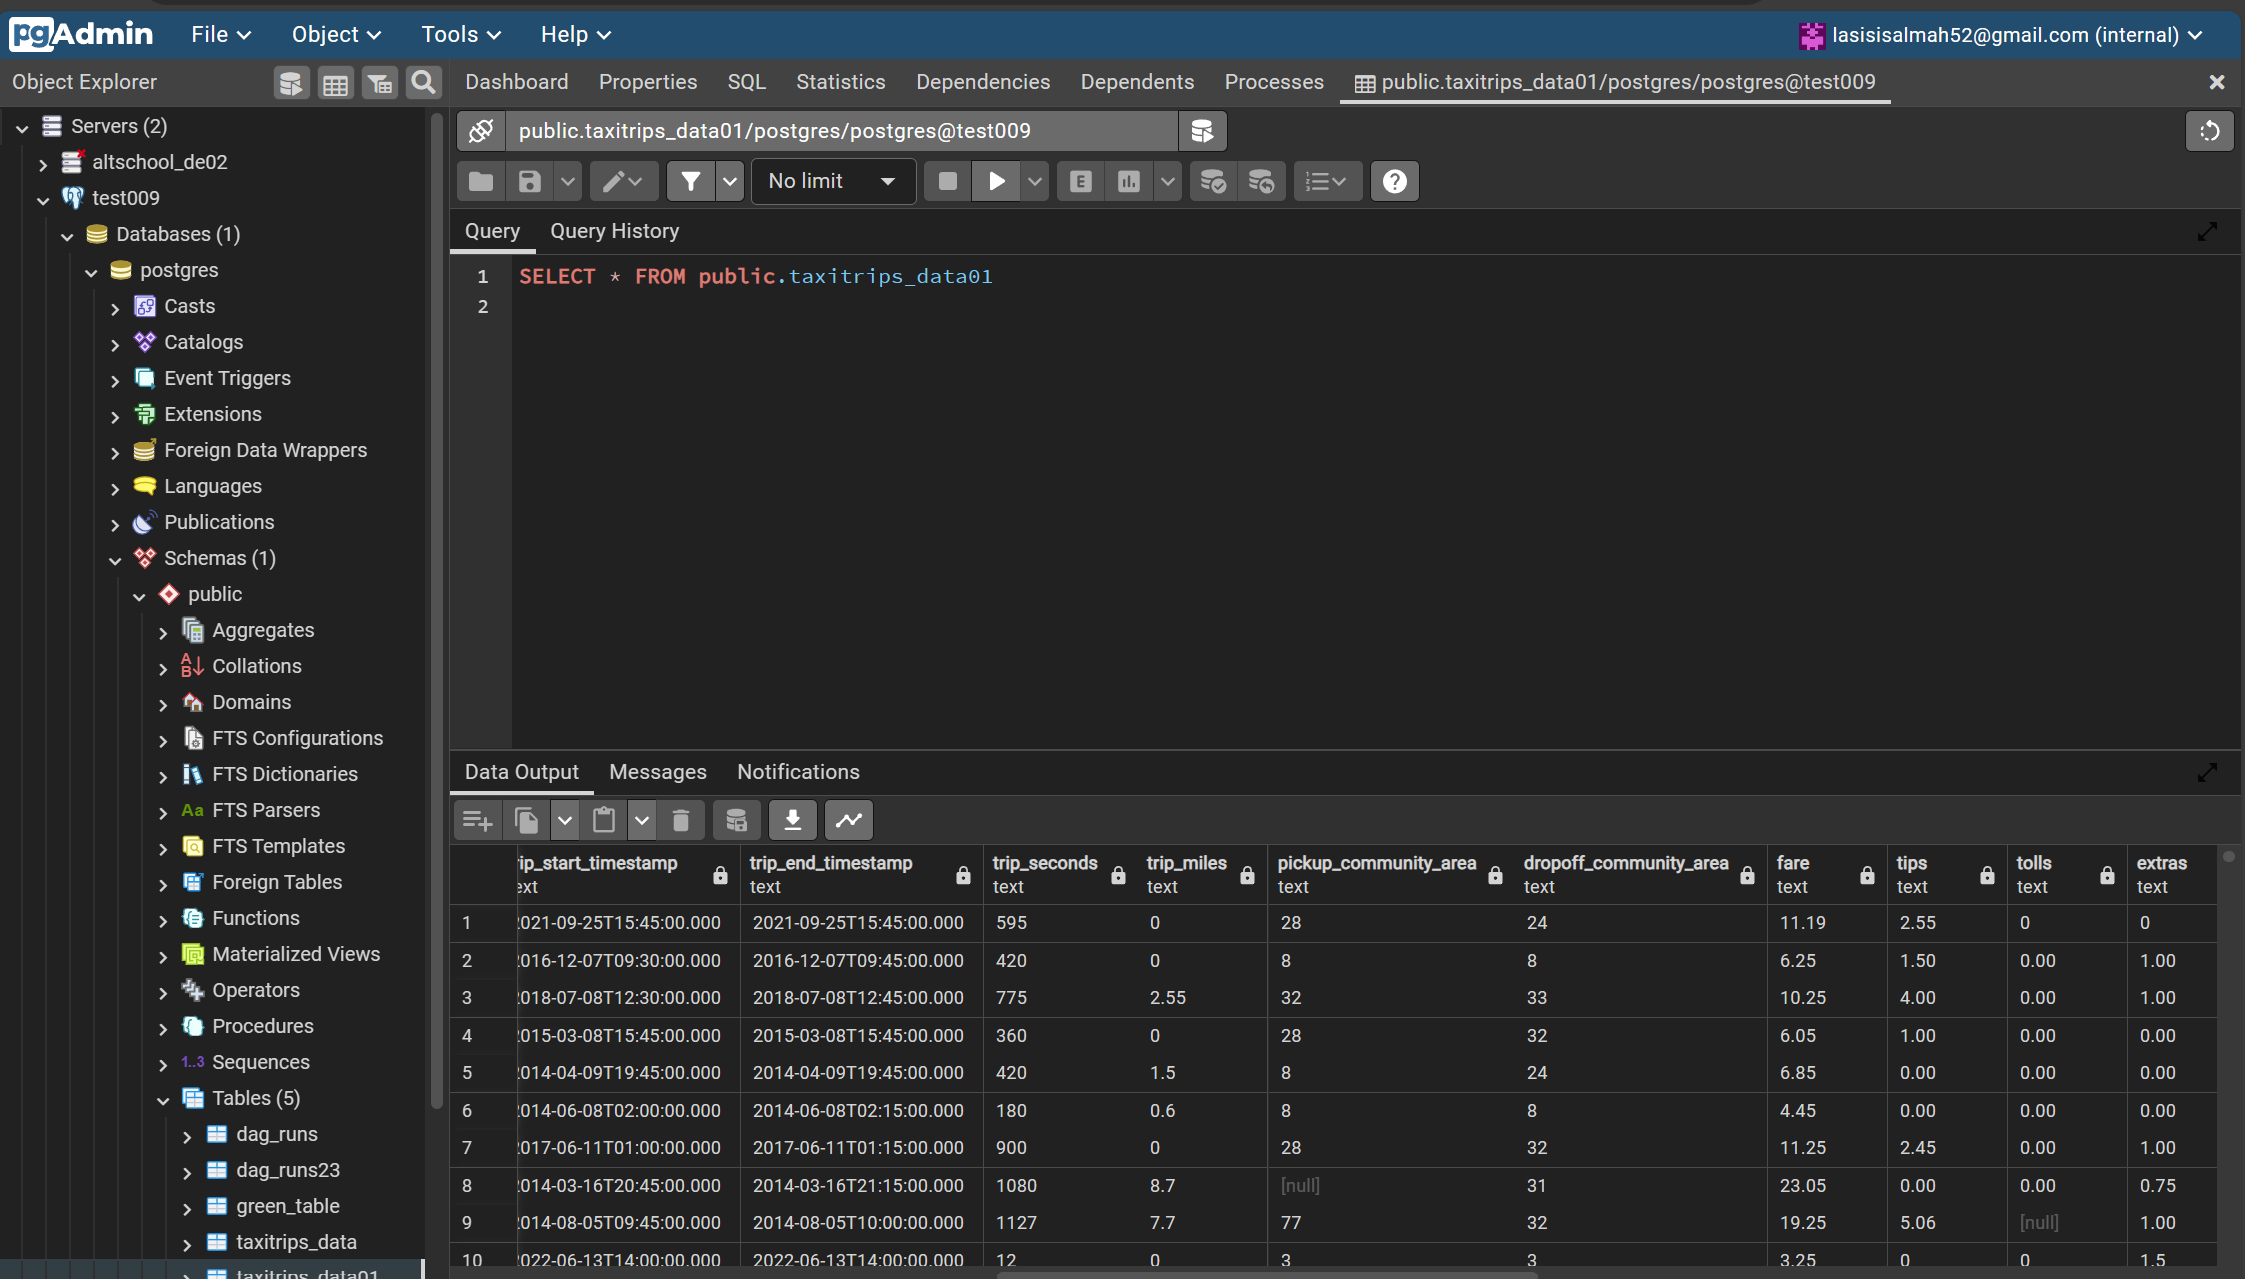 pgAdmin File Object Tools Help lasisisalmah52@gmail.com (internal)
Object Explorer
Dashboard Properties SQL Statistics Dependencies Dependents Processes public.taxitrips_data01/postgres/postgres@test009
Servers (2)
altschool_de02
test009
Databases (1)
postgres
Casts
Catalogs
Event Triggers
Extensions
Foreign Data Wrappers
Languages
Publications
Schemas (1)
public
Aggregates
Collations
Domains
FTS Configurations
FTS Dictionaries
Aa FTS Parsers
FTS Templates
Foreign Tables
Functions
Materialized Views
Operators
Procedures
1..3 Sequences
Tables (5)
dag_runs
dag_runs23
green_table
taxitrips_data
taxitrips_data01
public.taxitrips_data01/postgres/postgres@test009
No limit E
Query Query History
1 SELECT * FROM public.taxitrips_data01
2
Data Output Messages Notifications
rip_start_timestamp trip_end_timestamp trip_seconds trip_miles pickup_community_area dropoff_community_area fare tips tolls extras
ext text text text text text text text text text
1 2021-09-25T15:45:00.000 2021-09-25T15:45:00.000 595 0 28 24 11.19 2.55 0 0
2 2016-12-07T09:30:00.000 2016-12-07T09:45:00.000 420 0 8 8 6.25 1.50 0.00 1.00
3 2018-07-08T12:30:00.000 2018-07-08T12:45:00.000 775 2.55 32 33 10.25 4.00 0.00 1.00
4 2015-03-08T15:45:00.000 2015-03-08T15:45:00.000 360 0 28 32 6.05 1.00 0.00 0.00
5 2014-04-09T19:45:00.000 2014-04-09T19:45:00.000 420 1.5 8 24 6.85 0.00 0.00 0.00
6 2014-06-08T02:00:00.000 2014-06-08T02:15:00.000 180 0.6 8 8 4.45 0.00 0.00 0.00
7 2017-06-11T01:00:00.000 2017-06-11T01:15:00.000 900 0 28 32 11.25 2.45 0.00 1.00
8 2014-03-16T20:45:00.000 2014-03-16T21:15:00.000 1080 8.7 [null] 31 23.05 0.00 0.00 0.75
9 2014-08-05T09:45:00.000 2014-08-05T10:00:00.000 1127 7.7 77 32 19.25 5.06 [null] 1.00
10 2022-06-13T14:00:00.000 2022-06-13T14:00:00.000 12 0 3 3 3.25 0 0 1.5